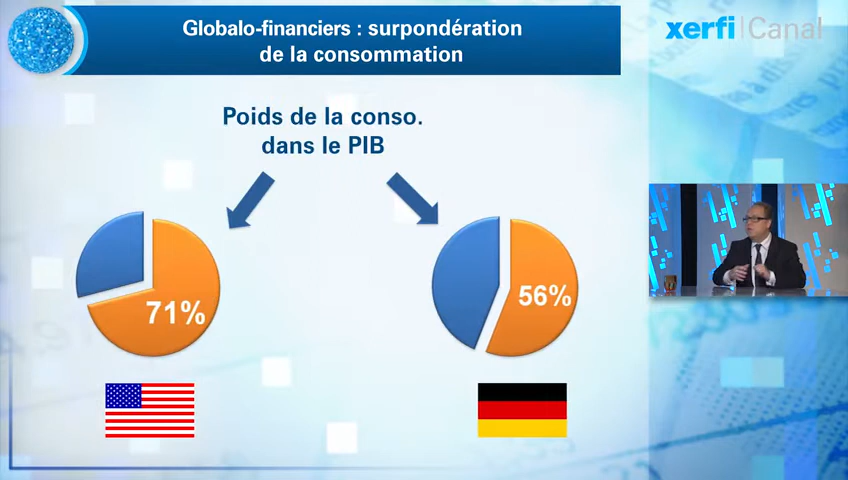 Globalo-financiers : surpondération
de la consommation
xerfi Canal
Poids de la conso.
dans le PIB
71%
56%